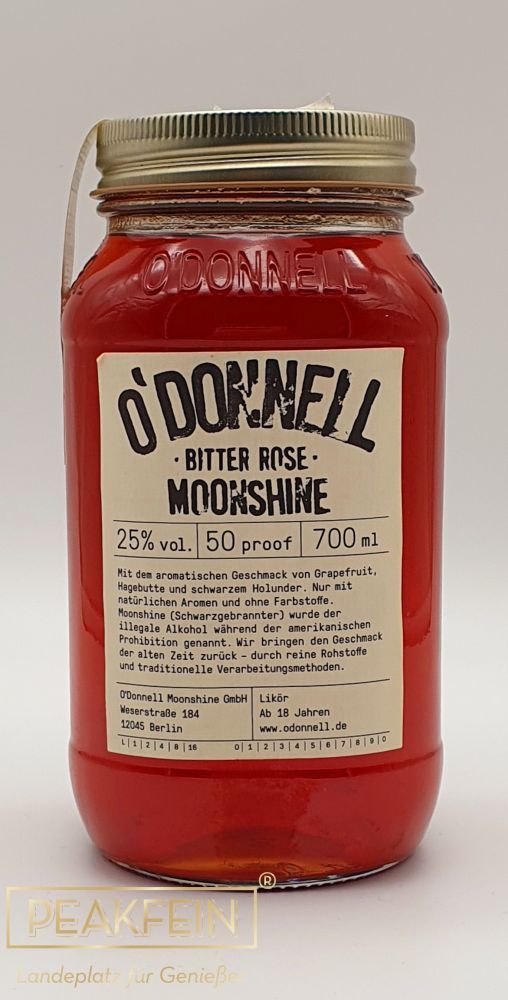 O'DONNELL
O'DONNELL
· BITTER ROSE ·
MOONSHINE
25% vol. 50 proof 700 ml
Mit dem aromatischen Geschmack von Grapefruit,
Hagebutte und schwarzem Holunder. Nur mit
natürlichen Aromen und ohne Farbstoffe.
Moonshine (Schwarzgebrannter) wurde der
illegale Alkohol während der amerikanischen
Prohibition genannt. Wir bringen den Geschmack
der alten Zeit zurück – durch reine Rohstoffe
und traditionelle Verarbeitungsmethoden.
O'Donnell Moonshine GmbH
Weserstraße 184
12045 Berlin
Likör
Ab 18 Jahren
www.odonnell.de
L|1|2|4|8|16 0|1|2|3|4|5|6|7|8|9|0
PEAKFEIN®
Landeplatz für Genießer